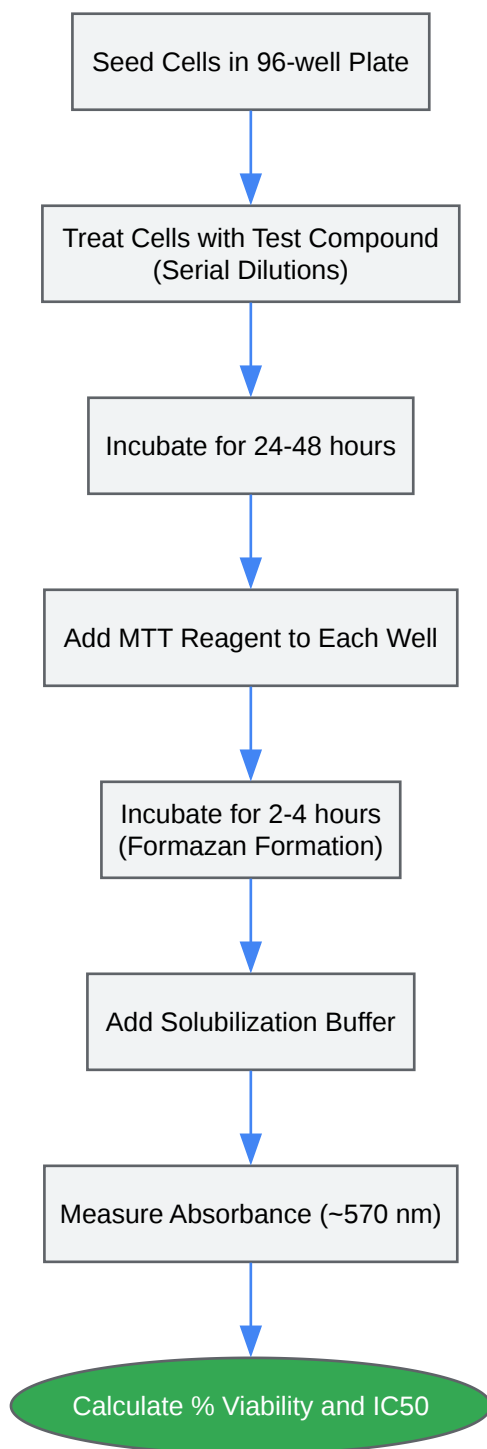 Seed Cells in 96-well Plate
Treat Cells with Test Compound
(Serial Dilutions)
Incubate for 24-48 hours
Add MTT Reagent to Each Well
Incubate for 2-4 hours
(Formazan Formation)
Add Solubilization Buffer
Measure Absorbance (~570 nm)
Calculate % Viability and IC50